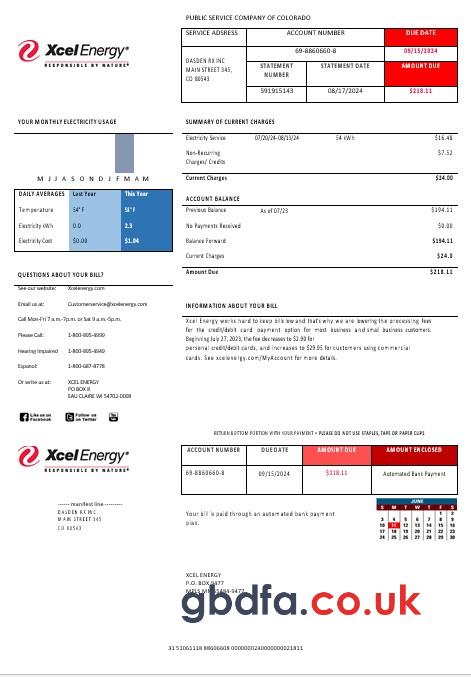 PUBLIC SERVICE COMPANY OF COLORADO
XcelEnergy®
RESPONSIBLE BY NATURE®
SERVICE ADSRESS ACCOUNT NUMBER DUE DATE
69-8860660-8 09/15/2024
DASDEN RX INC
MAIN STREET 345,
CO 80543
STATEMENT NUMBER STATEMENT DATE AMOUNT DUE
591915143 08/17/2024 $218.11
YOUR MONTHLY ELECTRICITY USAGE
M J J A S O N D J F M A M
DAILY AVERAGES Last Year This Year
Temperature 54° F 51° F
Electricity kWh 0.0 2.3
Electricity Cost $0.00 $1.04
QUESTIONS ABOUT YOUR BILL?
See our website: Xcelenergy.com
Email us at: Customerservice@xcelenergy.com
Call Mon-Fri 7 a.m.-7p.m. or Sat 9 a.m.-5p.m.
Please Call: 1-800-895-4999
Hearing Impaired 1-800-895-4949
Espanol: 1-800-687-8778
Or write us at: XCEL ENERGY
PO BOX 8
EAU CLAIRE WI 54702-0008
Like us on Facebook
Follow us on Twitter
You Tube
SUMMARY OF CURRENT CHARGES
Electricity Service 07/20/24-08/13/24 54 kWh $16.48
Non-Recurring
Charges/ Credits $7.52
Current Charges $24.00
ACCOUNT BALANCE
Previous Balance As of 07/23 $194.11
No Payments Received $0.00
Balance Forward $194.11
Current Charges $24.0
Amount Due $218.11
INFORMATION ABOUT YOUR BILL
Xcel Energy works hard to keep bills low and that's why we are lowering the processing fees
for the credit/debit card payment option for most business and small business customers.
Beginning July 27, 2023, the fee decreases to $2.90 for
personal credit/debit cards, and increases to $29.95 for customers using commercial
cards. See xcelenergy.com/MyAccount for more details.
RETURN BOTTOM PORTION WITH YOUR PAYMENT • PLEASE DO NOT USE STAPLES, TAPE OR PAPER CLIPS
XcelEnergy®
RESPONSIBLE BY NATURE®
ACCOUNT NUMBER DUE DATE AMOUNT DUE AMOUNT ENCLOSED
69-8860660-8 09/15/2024 $218.11 Automated Bank Payment
------ manifest line ---------
DASDEN RX INC
MAIN STREET 345
CO 80543
Your bill is paid through an automated bank payment
plan.
JUNE
S M T W T F S
1 2
3 4 5 6 7 8 9
10 11 12 13 14 15 16
17 18 19 20 21 22 23
24 25 26 27 28 29 30
XCEL ENERGY
P.O. BOX 9477
MPLS MN 55484-9477
gbdfa.co.uk
31 51061118 88606608 0000000240000000021811